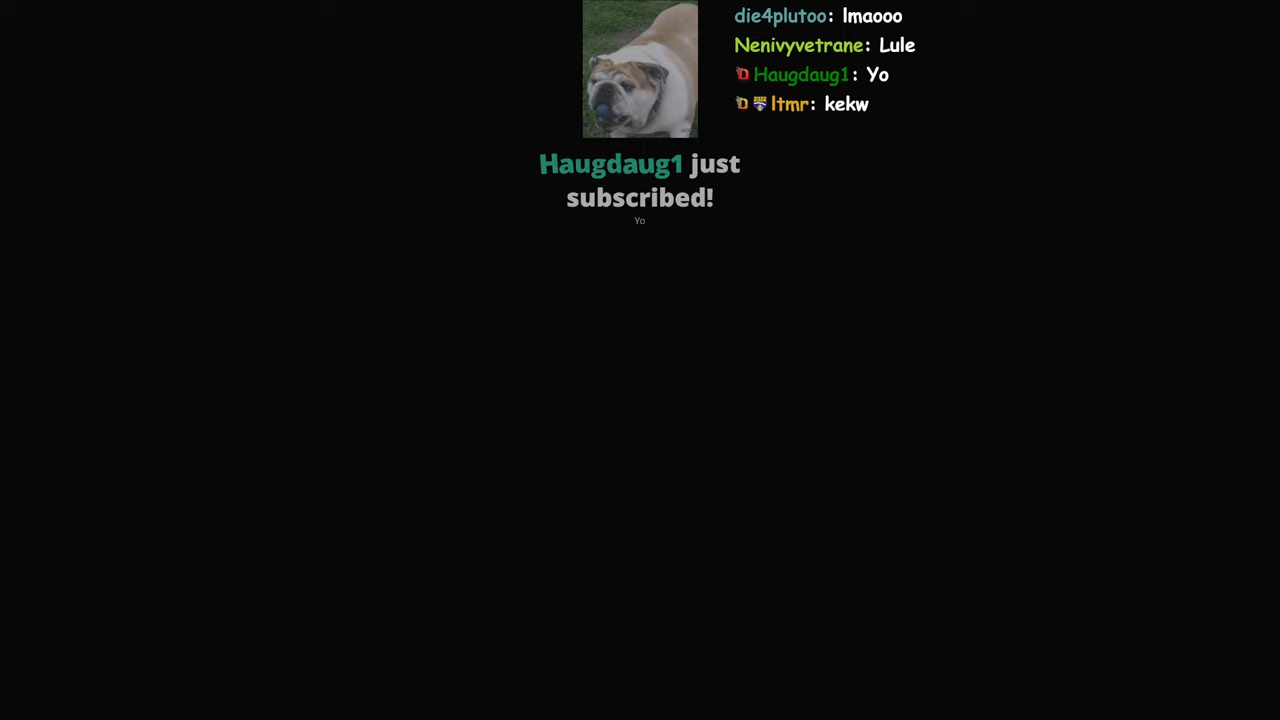 die4plutoo: lmaooo
Nenivyvetrane: Lule
Haugdaug1: Yo
ltmr: kekw
Haugdaug1 just
subscribed!
Yo